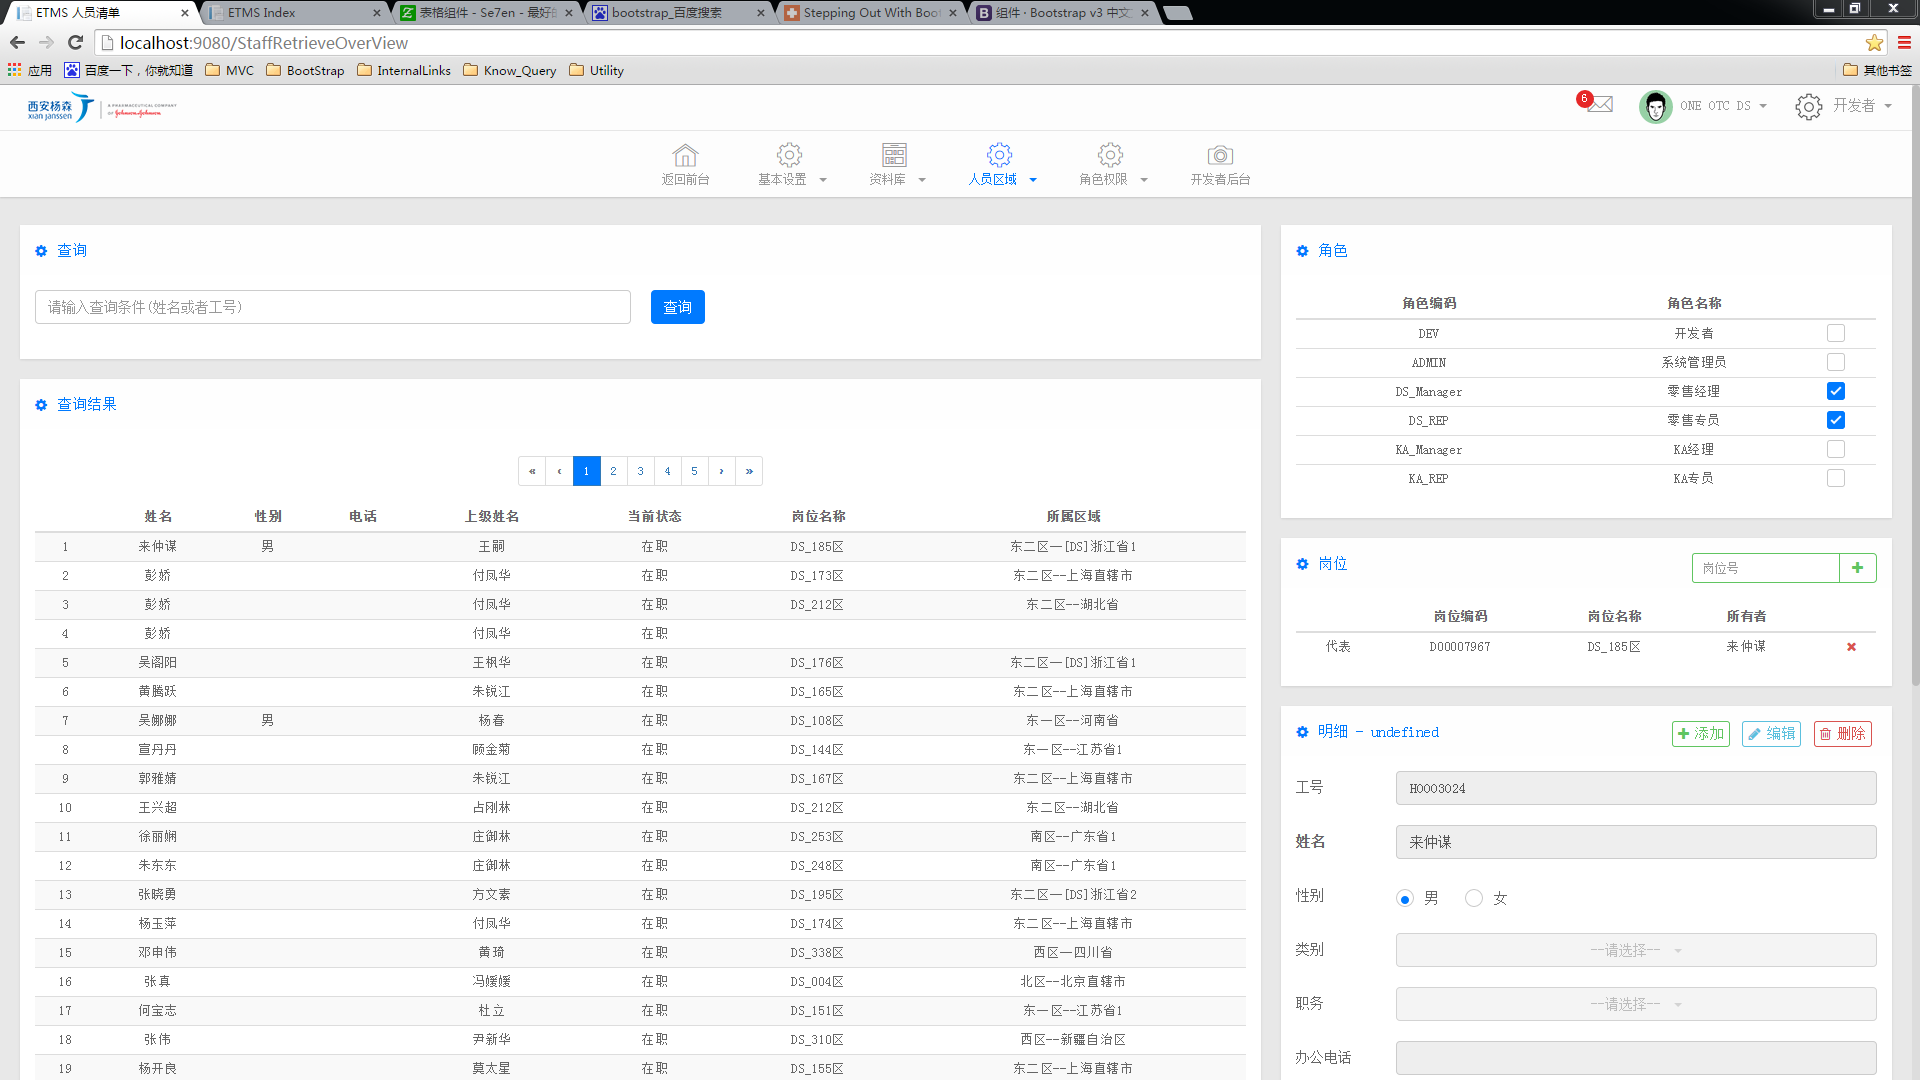 ETMS 人员清单
ETMS Index
表格组件 - Se7en - 最好的
bootstrap_百度搜索
Stepping Out With Boot
组件 · Bootstrap v3 中文
localhost:9080/StaffRetrieveOverView
应用
百度一下，你就知道
MVC
BootStrap
InternalLinks
Know_Query
Utility
其他书签
西安杨森
xian janssen
A PHARMACEUTICAL COMPANY
OF Johnson-Johnson
6
ONE OTC DS
开发者
返回前台
基本设置
资料库
人员区域
角色权限
开发者后台
查询
请输入查询条件(姓名或者工号)
查询
查询结果
« ‹ 1 2 3 4 5 › »
姓名 性别 电话 上级姓名 当前状态 岗位名称 所属区域
1 来仲谋 男 王嗣 在职 DS_185区 东二区—[DS]浙江省1
2 彭娇 付凤华 在职 DS_173区 东二区--上海直辖市
3 彭娇 付凤华 在职 DS_212区 东二区--湖北省
4 彭娇 付凤华 在职
5 吴阁阳 王枫华 在职 DS_176区 东二区—[DS]浙江省1
6 黄腾跃 朱锐江 在职 DS_165区 东二区--上海直辖市
7 吴娜娜 男 杨春 在职 DS_108区 东一区--河南省
8 宣丹丹 顾金菊 在职 DS_144区 东一区--江苏省1
9 郭雅婧 朱锐江 在职 DS_167区 东二区--上海直辖市
10 王兴超 占刚林 在职 DS_212区 东二区--湖北省
11 徐丽娴 庄御林 在职 DS_253区 南区--广东省1
12 朱东东 庄御林 在职 DS_248区 南区--广东省1
13 张晓勇 方文素 在职 DS_195区 东二区—[DS]浙江省2
14 杨玉萍 付凤华 在职 DS_174区 东二区--上海直辖市
15 邓申伟 黄琦 在职 DS_338区 西区—四川省
16 张真 冯媛媛 在职 DS_004区 北区--北京直辖市
17 何宝志 杜立 在职 DS_151区 东一区--江苏省1
18 张伟 尹新华 在职 DS_310区 西区--新疆自治区
19 杨开良 莫太星 在职 DS_155区 东二区--上海直辖市
角色
角色编码 角色名称
DEV 开发者
ADMIN 系统管理员
DS_Manager 零售经理
DS_REP 零售专员
KA_Manager KA经理
KA_REP KA专员
岗位
岗位号
岗位编码 岗位名称 所有者
代表 D00007967 DS_185区 来仲谋
明细 - undefined
添加
编辑
删除
工号 H0003024
姓名 来仲谋
性别 男 女
类别 --请选择--
职务 --请选择--
办公电话